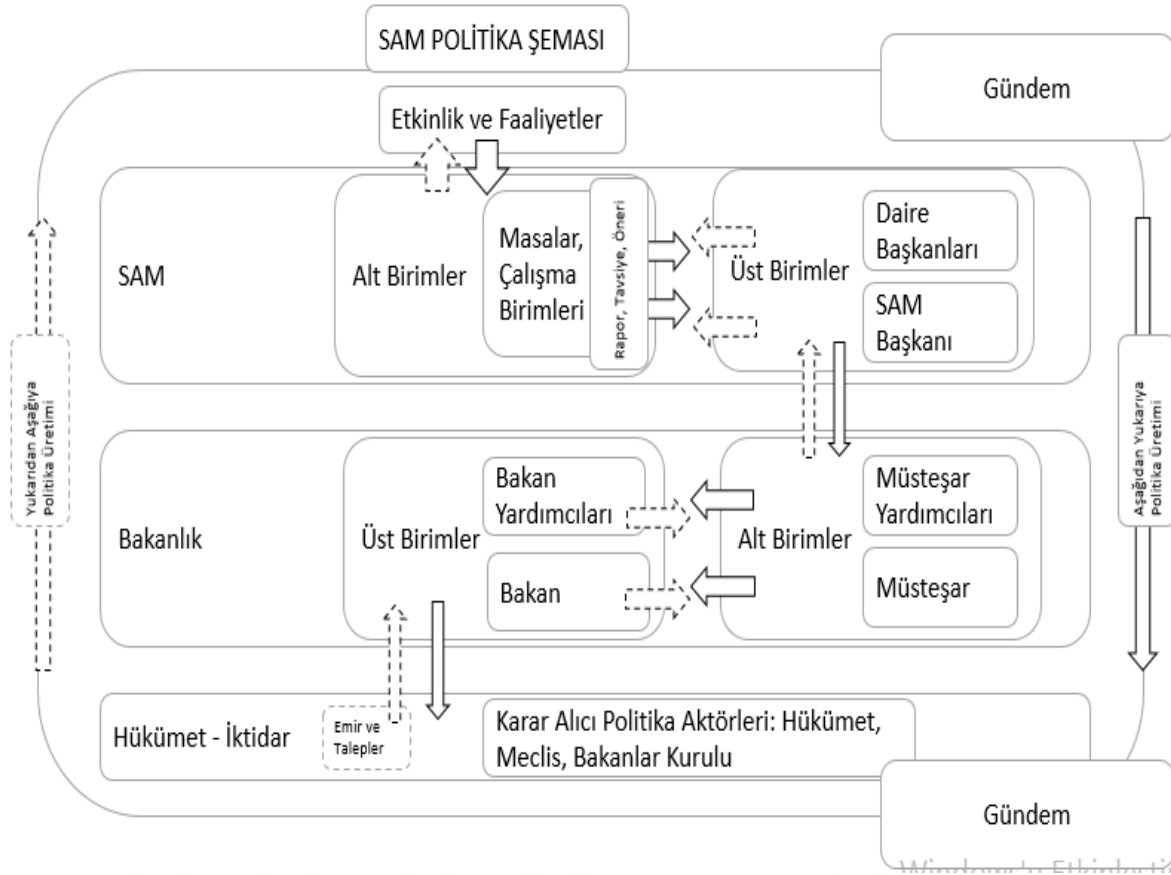 SAM POLİTİKA ŞEMASI
Gündem
Etkinlik ve Faaliyetler
SAM
Alt Birimler
Masalar,
Çalışma
Birimleri
Rapor, Tavsiye, Öneri
Üst Birimler
Daire
Başkanları
SAM
Başkanı
Yukarıdan Aşağıya
Politika Üretimi
Aşağıdan Yukarıya
Politika Üretimi
Bakanlık
Üst Birimler
Bakan
Yardımcıları
Bakan
Alt Birimler
Müsteşar
Yardımcıları
Müsteşar
Hükümet - İktidar
Emir ve
Talepler
Karar Alıcı Politika Aktörleri: Hükümet,
Meclis, Bakanlar Kurulu
Gündem